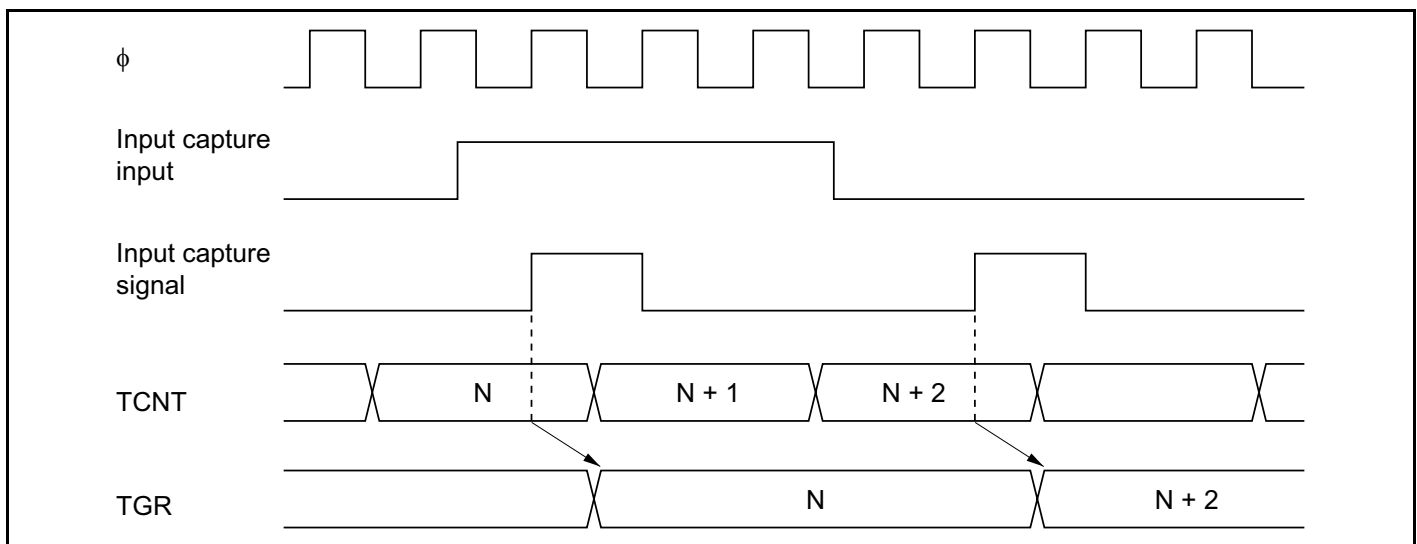 ϕ
Input capture
input
Input capture
signal
TCNT
N
N + 1
N + 2
TGR
N
N + 2